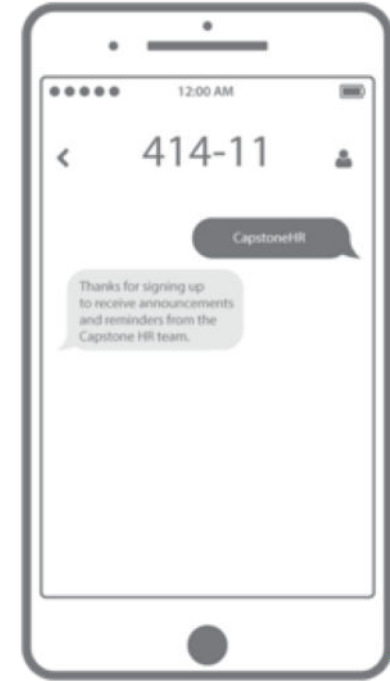 12:00 AM
414-11
CapstoneHR
Thanks for signing up
to receive announcements
and reminders from the
Capstone HR team.